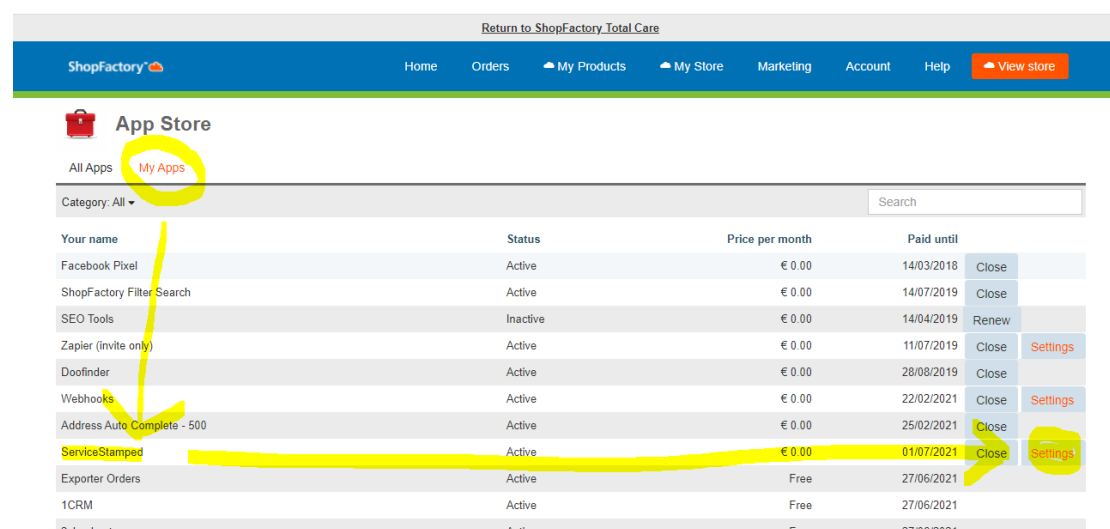 Return to ShopFactory Total Care
ShopFactory Home Orders My Products My Store Marketing Account Help View store
App Store
All Apps My Apps
Category: All Search
Your name Status Price per month Paid until
Facebook Pixel Active € 0.00 14/03/2018 Close
ShopFactory Filter Search Active € 0.00 14/07/2019 Close
SEO Tools Inactive € 0.00 14/04/2019 Renew
Zapier (invite only) Active € 0.00 11/07/2019 Close Settings
Doofinder Active € 0.00 28/08/2019 Close
Webhooks Active € 0.00 22/02/2021 Close Settings
Address Auto Complete - 500 Active € 0.00 25/02/2021 Close
ServiceStamped Active € 0.00 01/07/2021 Close Settings
Exporter Orders Active Free 27/06/2021
1CRM Active Free 27/06/2021